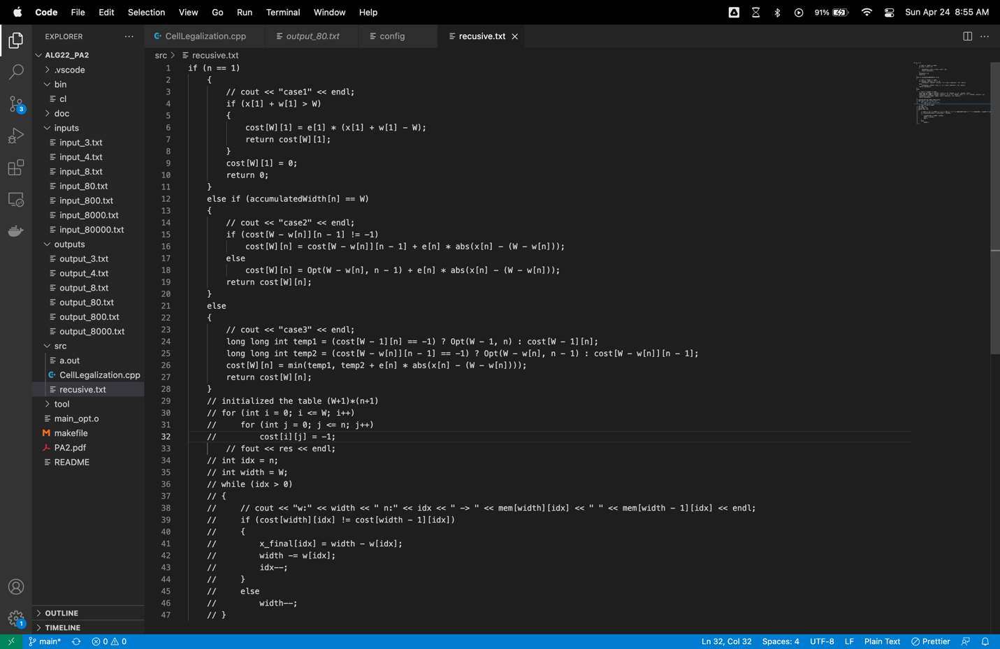 Code File Edit Selection View Go Run Terminal Window Help 91% Sun Apr 24 8:55 AM
EXPLORER
ALG22_PA2
.vscode
bin
cl
doc
inputs
input_3.txt
input_4.txt
input_8.txt
input_80.txt
input_800.txt
input_8000.txt
input_80000.txt
outputs
output_3.txt
output_4.txt
output_8.txt
output_80.txt
output_800.txt
output_8000.txt
src
a.out
CellLegalization.cpp
recusive.txt
tool
main_opt.o
makefile
PA2.pdf
README
OUTLINE
TIMELINE
3
1
CellLegalization.cpp output_80.txt config recusive.txt
src > recusive.txt
1 if (n == 1)
2 {
3 // cout << "case1" << endl;
4 if (x[1] + w[1] > W)
5 {
6 cost[W][1] = e[1] * (x[1] + w[1] - W);
7 return cost[W][1];
8 }
9 cost[W][1] = 0;
10 return 0;
11 }
12 else if (accumulatedWidth[n] == W)
13 {
14 // cout << "case2" << endl;
15 if (cost[W - w[n]][n - 1] != -1)
16 cost[W][n] = cost[W - w[n]][n - 1] + e[n] * abs(x[n] - (W - w[n]));
17 else
18 cost[W][n] = Opt(W - w[n], n - 1) + e[n] * abs(x[n] - (W - w[n]));
19 return cost[W][n];
20 }
21 else
22 {
23 // cout << "case3" << endl;
24 long long int temp1 = (cost[W - 1][n] == -1) ? Opt(W - 1, n) : cost[W - 1][n];
25 long long int temp2 = (cost[W - w[n]][n - 1] == -1) ? Opt(W - w[n], n - 1) : cost[W - w[n]][n - 1];
26 cost[W][n] = min(temp1, temp2 + e[n] * abs(x[n] - (W - w[n])));
27 return cost[W][n];
28 }
29 // initialized the table (W+1)*(n+1)
30 // for (int i = 0; i <= W; i++)
31 // for (int j = 0; j <= n; j++)
32 // cost[i][j] = -1;
33 // fout << res << endl;
34 // int idx = n;
35 // int width = W;
36 // while (idx > 0)
37 // {
38 // // cout << "w:" << width << " n:" << idx << " -> " << mem[width][idx] << " " << mem[width - 1][idx] << endl;
39 // if (cost[width][idx] != cost[width - 1][idx])
40 // {
41 // x_final[idx] = width - w[idx];
42 // width -= w[idx];
43 // idx--;
44 // }
45 // else
46 // width--;
47 // }
main* 0 0 Ln 32, Col 32 Spaces: 4 UTF-8 LF Plain Text Prettier